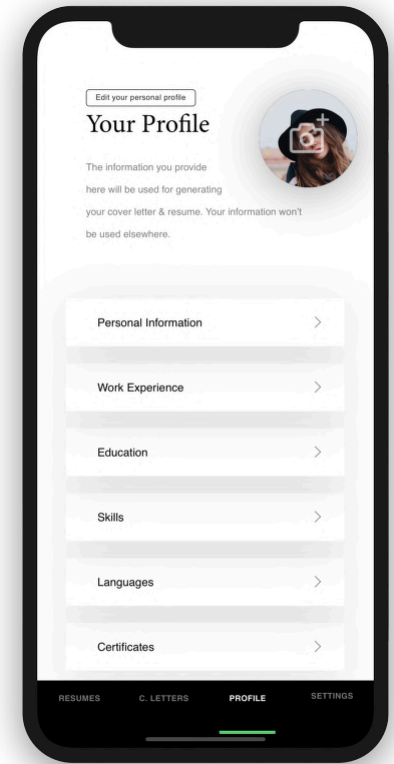 Edit your personal profile
Your Profile
The information you provide
here will be used for generating
your cover letter & resume. Your information won't
be used elsewhere.
Personal Information
Work Experience
Education
Skills
Languages
Certificates
RESUMES C. LETTERS PROFILE SETTINGS